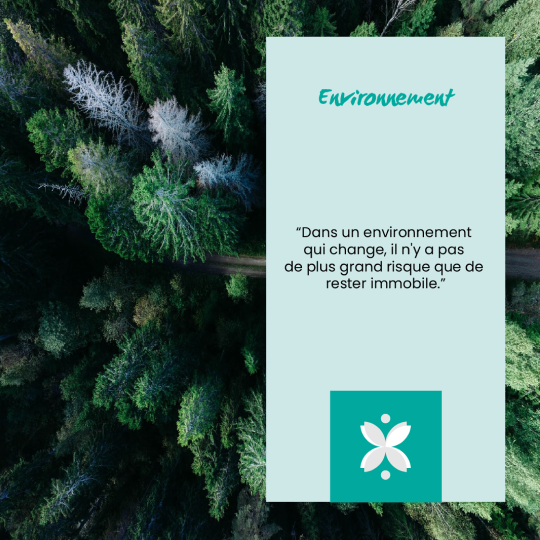 Environnement
“Dans un environnement
qui change, il n'y a pas
de plus grand risque que de
rester immobile.”